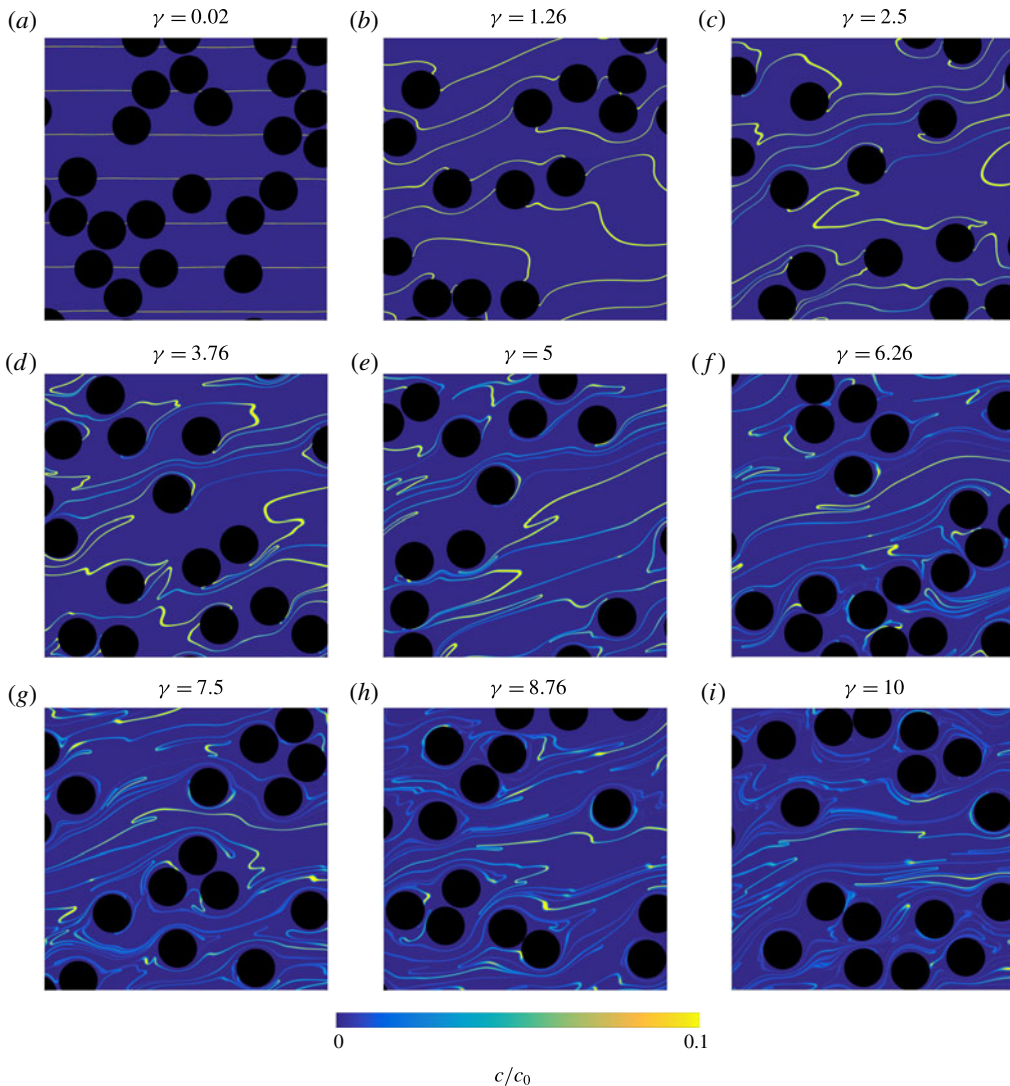 (a) γ = 0.02 (b) γ = 1.26 (c) γ = 2.5
(d) γ = 3.76 (e) γ = 5 (f) γ = 6.26
(g) γ = 7.5 (h) γ = 8.76 (i) γ = 10
0 0.1
c/c₀